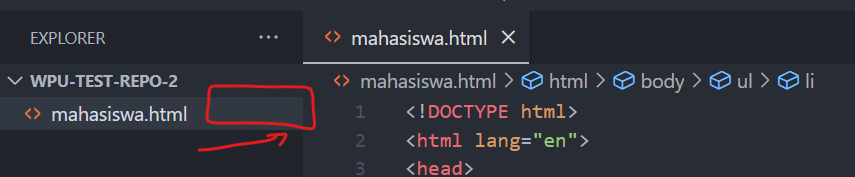 EXPLORER ...
mahasiswa.html
WPU-TEST-REPO-2
mahasiswa.html
mahasiswa.html > html > body > ul > li
1 <!DOCTYPE html>
2 <html lang="en">
3 <head>